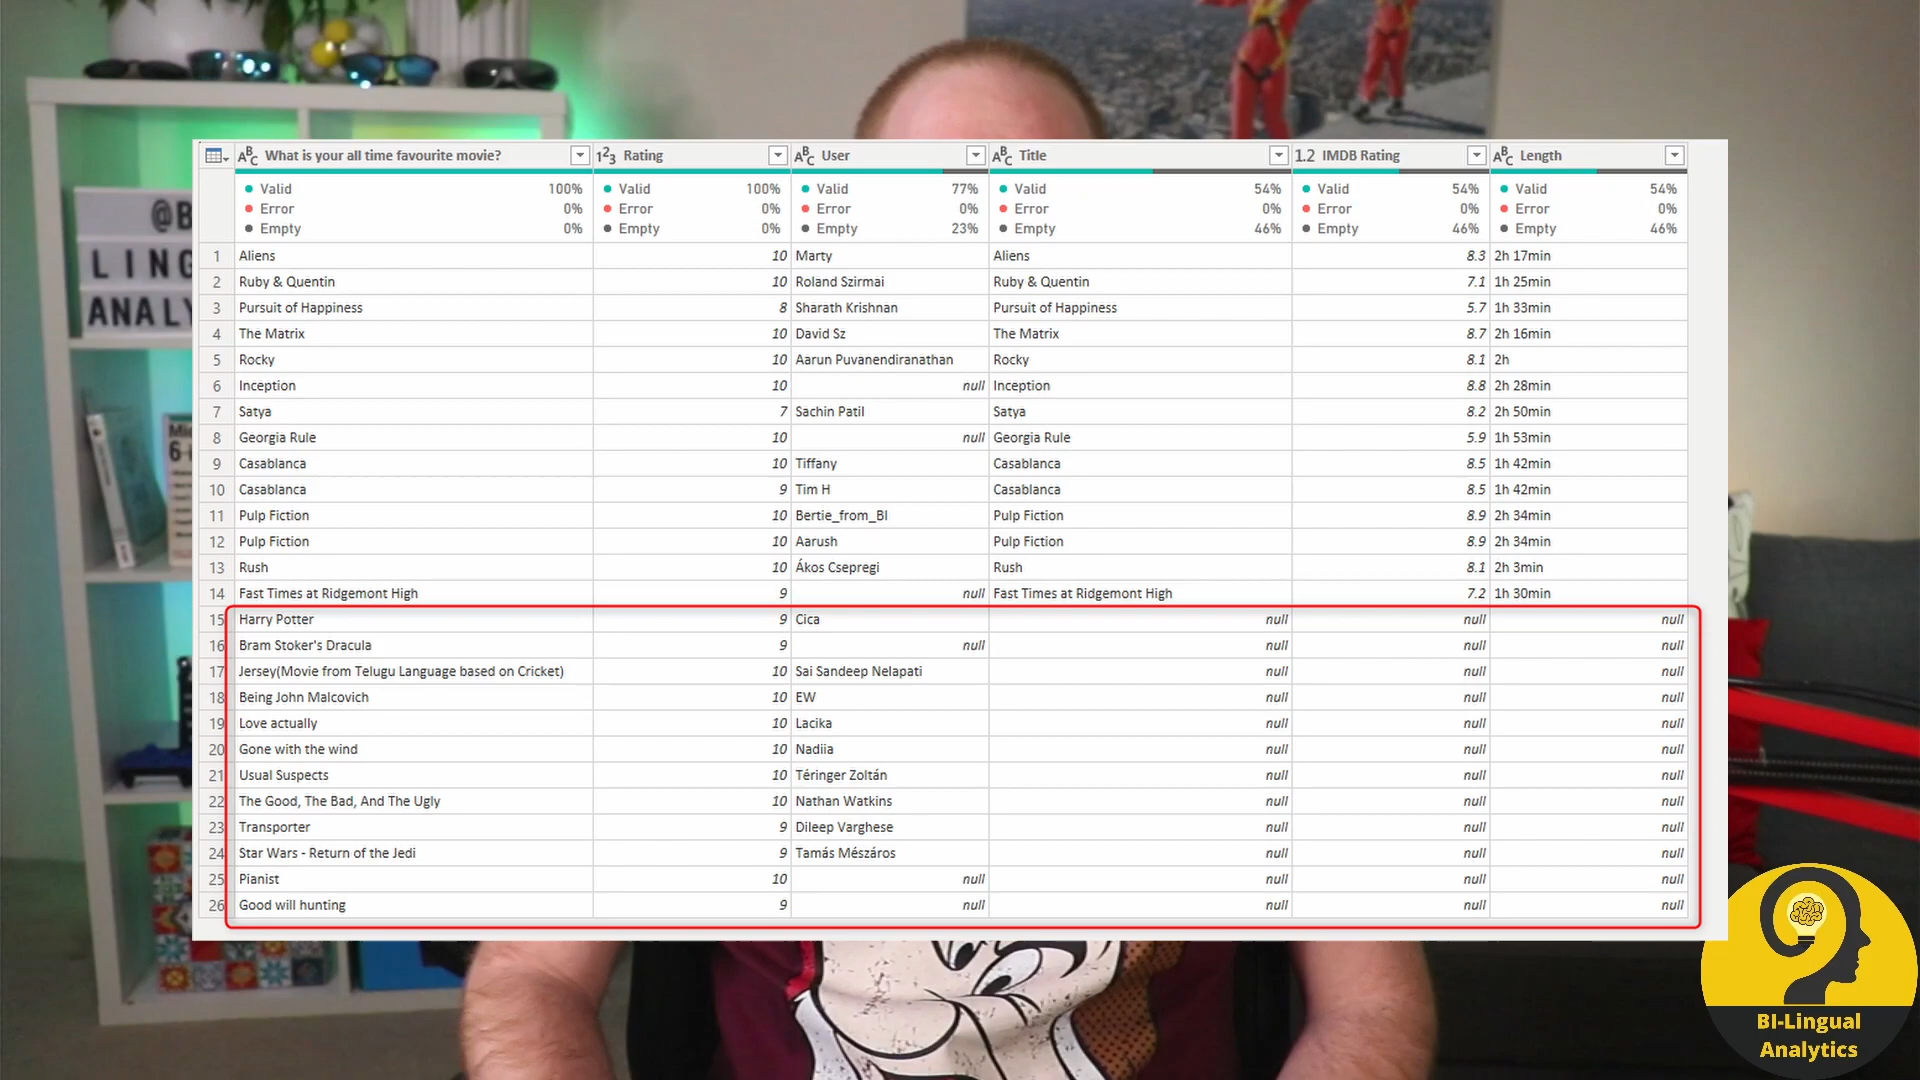 What is your all time favourite movie? 1²3 Rating ABC User ABC Title 1.2 IMDB Rating ABC Length
Valid 100% Valid 100% Valid 77% Valid 54% Valid 54% Valid 54%
Error 0% Error 0% Error 0% Error 0% Error 0% Error 0%
Empty 0% Empty 0% Empty 23% Empty 46% Empty 46% Empty 46%
1 Aliens 10 Marty Aliens 8.3 2h 17min
2 Ruby & Quentin 10 Roland Szirmai Ruby & Quentin 7.1 1h 25min
3 Pursuit of Happiness 8 Sharath Krishnan Pursuit of Happiness 5.7 1h 33min
4 The Matrix 10 David Sz The Matrix 8.7 2h 16min
5 Rocky 10 Aarun Puvanendiranathan Rocky 8.1 2h
6 Inception 10 null Inception 8.8 2h 28min
7 Satya 7 Sachin Patil Satya 8.2 2h 50min
8 Georgia Rule 10 null Georgia Rule 5.9 1h 53min
9 Casablanca 10 Tiffany Casablanca 8.5 1h 42min
10 Casablanca 9 Tim H Casablanca 8.5 1h 42min
11 Pulp Fiction 10 Bertie_from_BI Pulp Fiction 8.9 2h 34min
12 Pulp Fiction 10 Aarush Pulp Fiction 8.9 2h 34min
13 Rush 10 Ákos Csepregi Rush 8.1 2h 3min
14 Fast Times at Ridgemont High 9 null Fast Times at Ridgemont High 7.2 1h 30min
15 Harry Potter 9 Cica null null null
16 Bram Stoker's Dracula 9 null null null null
17 Jersey(Movie from Telugu Language based on Cricket) 10 Sai Sandeep Nelapati null null null
18 Being John Malcovich 10 EW null null null
19 Love actually 10 Lacika null null null
20 Gone with the wind 10 Nadiia null null null
21 Usual Suspects 10 Téringer Zoltán null null null
22 The Good, The Bad, And The Ugly 10 Nathan Watkins null null null
23 Transporter 9 Dileep Varghese null null null
24 Star Wars - Return of the Jedi 9 Tamás Mészáros null null null
25 Pianist 10 null null null null
26 Good will hunting 9 null null null null
@B
LING
ANALY
BI-Lingual
Analytics